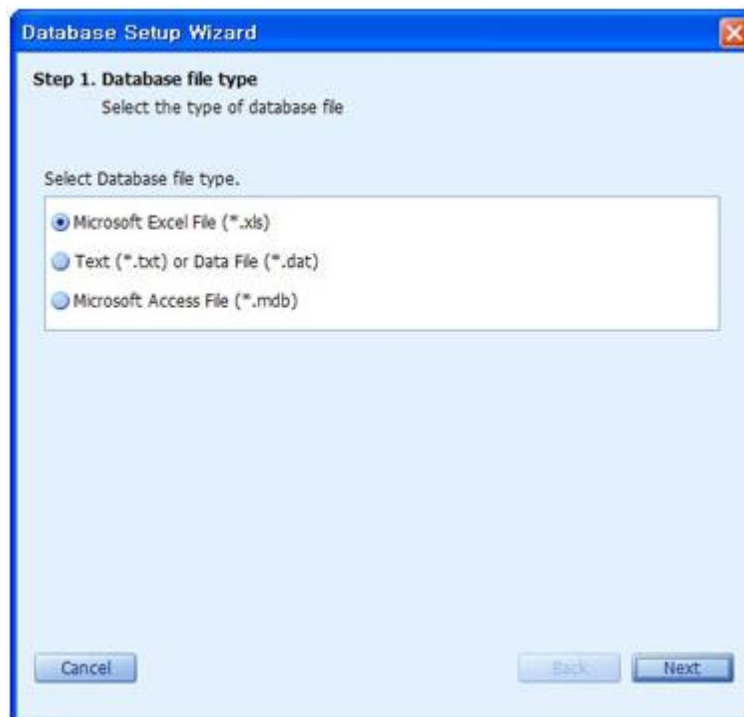 Database Setup Wizard
Step 1. Database file type
Select the type of database file
Select Database file type.
Microsoft Excel File (*.xls)
Text (*.txt) or Data File (*.dat)
Microsoft Access File (*.mdb)
Cancel
Back
Next